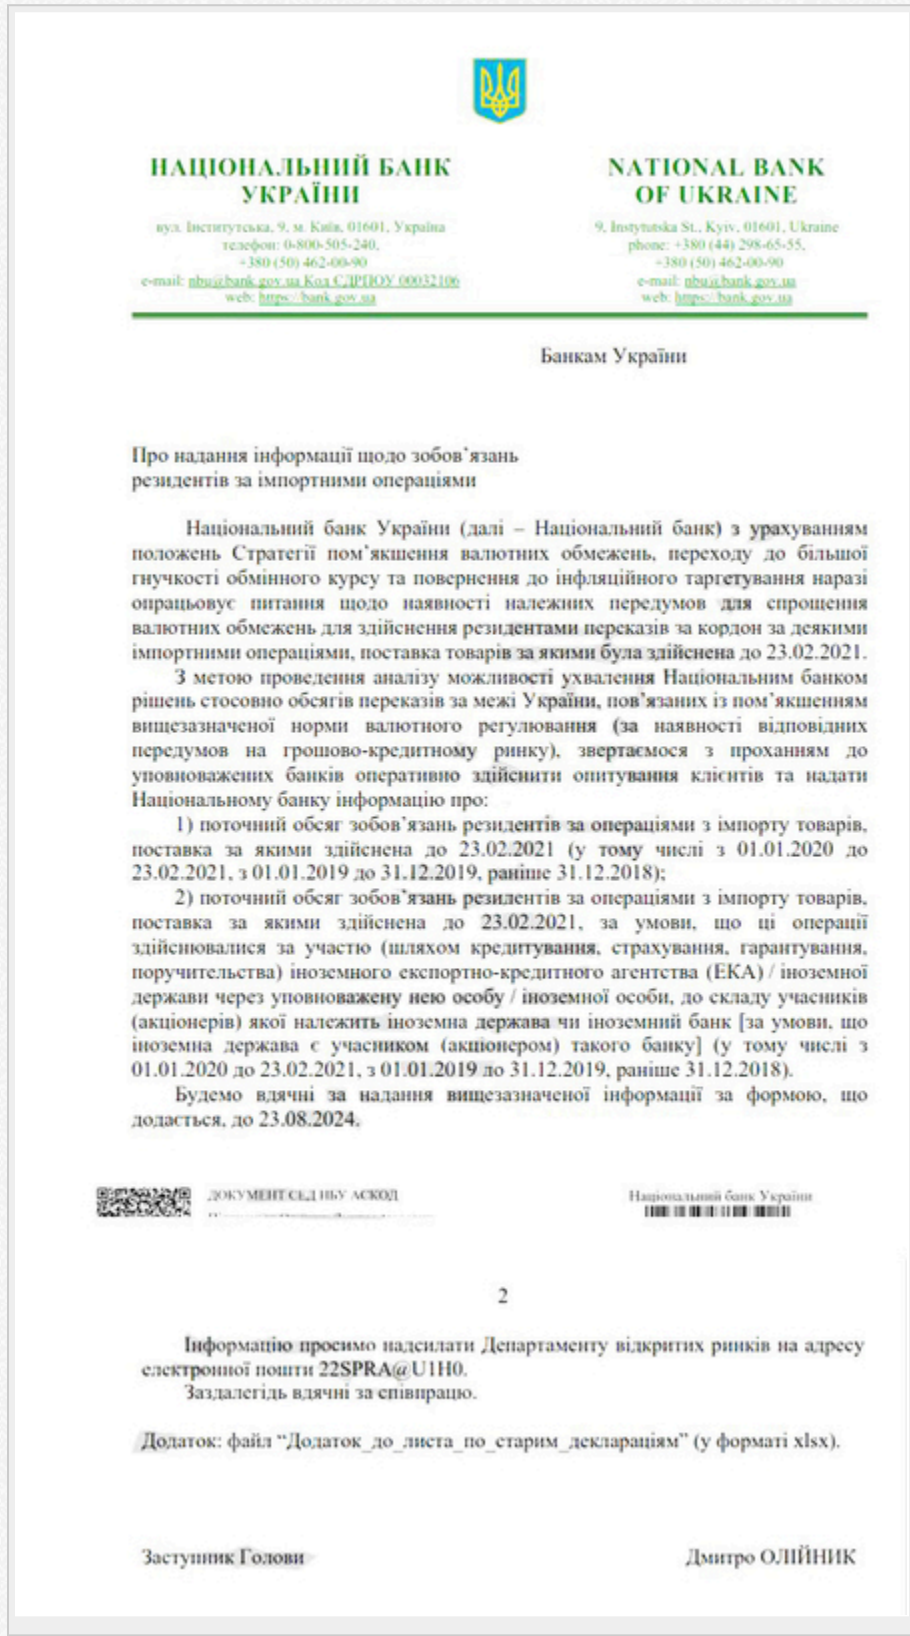 НАЦІОНАЛЬНИЙ БАНК
УКРАЇНИ
вул. Інститутська, 9, м. Київ, 01601, Україна
телефон: 0-800-505-240,
+380 (50) 462-00-90
e-mail: nbu@bank.gov.ua Код ЄДРПОУ 00032106
web: https://bank.gov.ua
NATIONAL BANK
OF UKRAINE
9, Instytutska St., Kyiv, 01601, Ukraine
phone: +380 (44) 298-65-55,
+380 (50) 462-00-90
e-mail: nbu@bank.gov.ua
web: https://bank.gov.ua
Банкам України
Про надання інформації щодо зобов’язань
резидентів за імпортними операціями
Національний банк України (далі – Національний банк) з урахуванням
положень Стратегії пом’якшення валютних обмежень, переходу до більшої
гнучкості обмінного курсу та повернення до інфляційного таргетування наразі
опрацьовує питання щодо наявності належних передумов для спрощення
валютних обмежень для здійснення резидентами переказів за кордон за деякими
імпортними операціями, поставка товарів за якими була здійснена до 23.02.2021.
З метою проведення аналізу можливості ухвалення Національним банком
рішень стосовно обсягів переказів за межі України, пов’язаних із пом’якшенням
вищезазначеної норми валютного регулювання (за наявності відповідних
передумов на грошово-кредитному ринку), звертаємося з проханням до
уповноважених банків оперативно здійснити опитування клієнтів та надати
Національному банку інформацію про:
1) поточний обсяг зобов’язань резидентів за операціями з імпорту товарів,
поставка за якими здійснена до 23.02.2021 (у тому числі з 01.01.2020 до
23.02.2021, з 01.01.2019 до 31.12.2019, раніше 31.12.2018);
2) поточний обсяг зобов’язань резидентів за операціями з імпорту товарів,
поставка за якими здійснена до 23.02.2021, за умови, що ці операції
здійснювалися за участю (шляхом кредитування, страхування, гарантування,
поручительства) іноземного експортно-кредитного агентства (ЕКА) / іноземної
держави через уповноважену нею особу / іноземної особи, до складу учасників
(акціонерів) якої належить іноземна держава чи іноземний банк [за умови, що
іноземна держава є учасником (акціонером) такого банку] (у тому числі з
01.01.2020 до 23.02.2021, з 01.01.2019 до 31.12.2019, раніше 31.12.2018).
Будемо вдячні за надання вищезазначеної інформації за формою, що
додається, до 23.08.2024.
ДОКУМЕНТ СЕД НБУ АСКОД
Національний банк України
2
Інформацію просимо надсилати Департаменту відкритих ринків на адресу
електронної пошти 22SPRA@U1H0.
Заздалегідь вдячні за співпрацю.
Додаток: файл “Додаток_до_листа_по_старим_деклараціям” (у форматі xlsx).
Заступник Голови
Дмитро ОЛІЙНИК